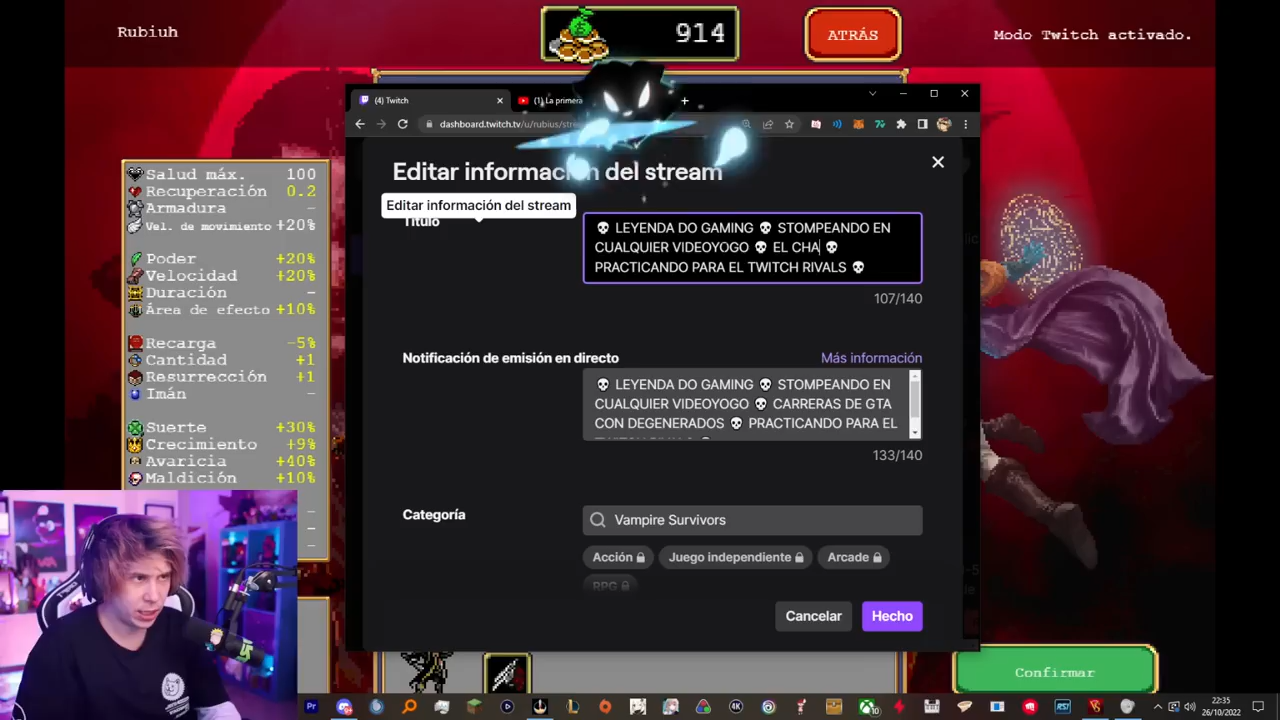 Rubiuh
914
ATRÁS
Modo Twitch activado.
(4) Twitch
(1) La primera
dashboard.twitch.tv/u/rubius/stre
Editar información del stream
Editar información del stream
Título
💀 LEYENDA DO GAMING 💀 STOMPEANDO EN
CUALQUIER VIDEOYOGO 💀 EL CHA 💀
PRACTICANDO PARA EL TWITCH RIVALS 💀
107/140
Notificación de emisión en directo
Más información
💀 LEYENDA DO GAMING 💀 STOMPEANDO EN
CUALQUIER VIDEOYOGO 💀 CARRERAS DE GTA
CON DEGENERADOS 💀 PRACTICANDO PARA EL
133/140
Categoría
Vampire Survivors
Acción
Juego independiente
Arcade
RPG
Cancelar
Hecho
Salud máx. 100
Recuperación 0.2
Armadura –
Vel. de movimiento +20%
Poder +20%
Velocidad +20%
Duración –
Área de efecto +10%
Recarga -5%
Cantidad +1
Resurrección +1
Imán –
Suerte +30%
Crecimiento +9%
Avaricia +40%
Maldición +10%
Confirmar
22:35
26/10/2022